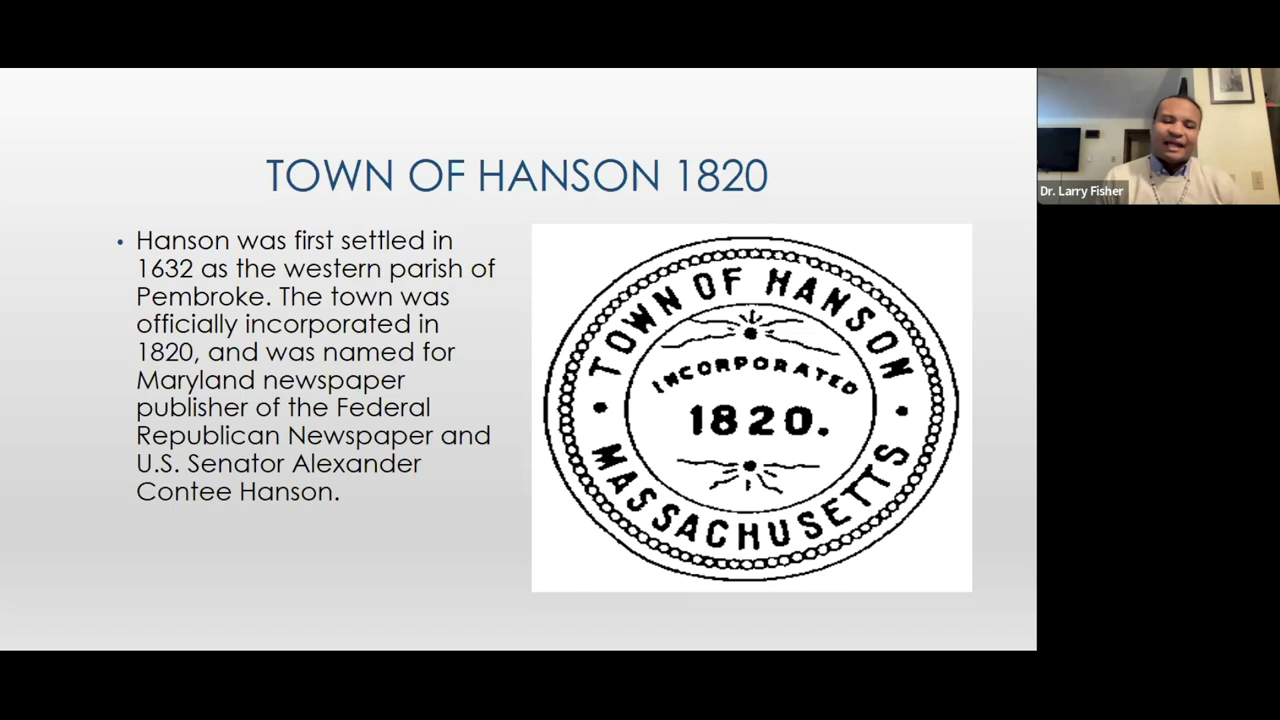 TOWN OF HANSON 1820
• Hanson was first settled in
1632 as the western parish of
Pembroke. The town was
officially incorporated in
1820, and was named for
Maryland newspaper
publisher of the Federal
Republican Newspaper and
U.S. Senator Alexander
Contee Hanson.
• TOWN OF HANSON •
INCORPORATED
1820.
MASSACHUSETTS
Dr. Larry Fisher